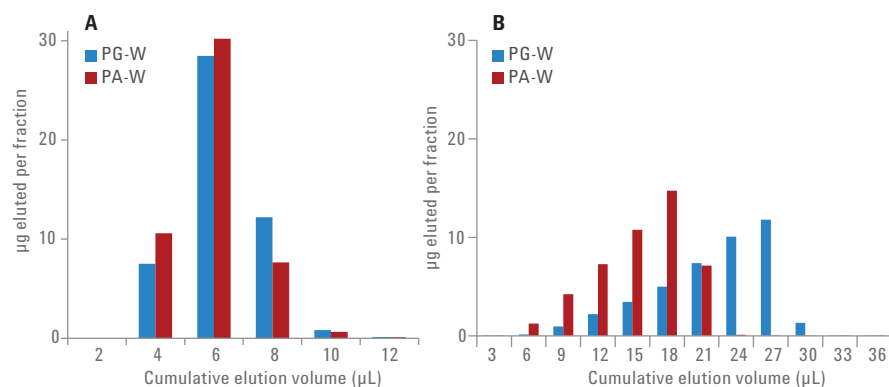 A
PG-W
PA-W
µg eluted per fraction
30
20
10
0
2 4 6 8 10 12
Cumulative elution volume (µL)
B
PG-W
PA-W
µg eluted per fraction
30
20
10
0
3 6 9 12 15 18 21 24 27 30 33 36
Cumulative elution volume (µL)